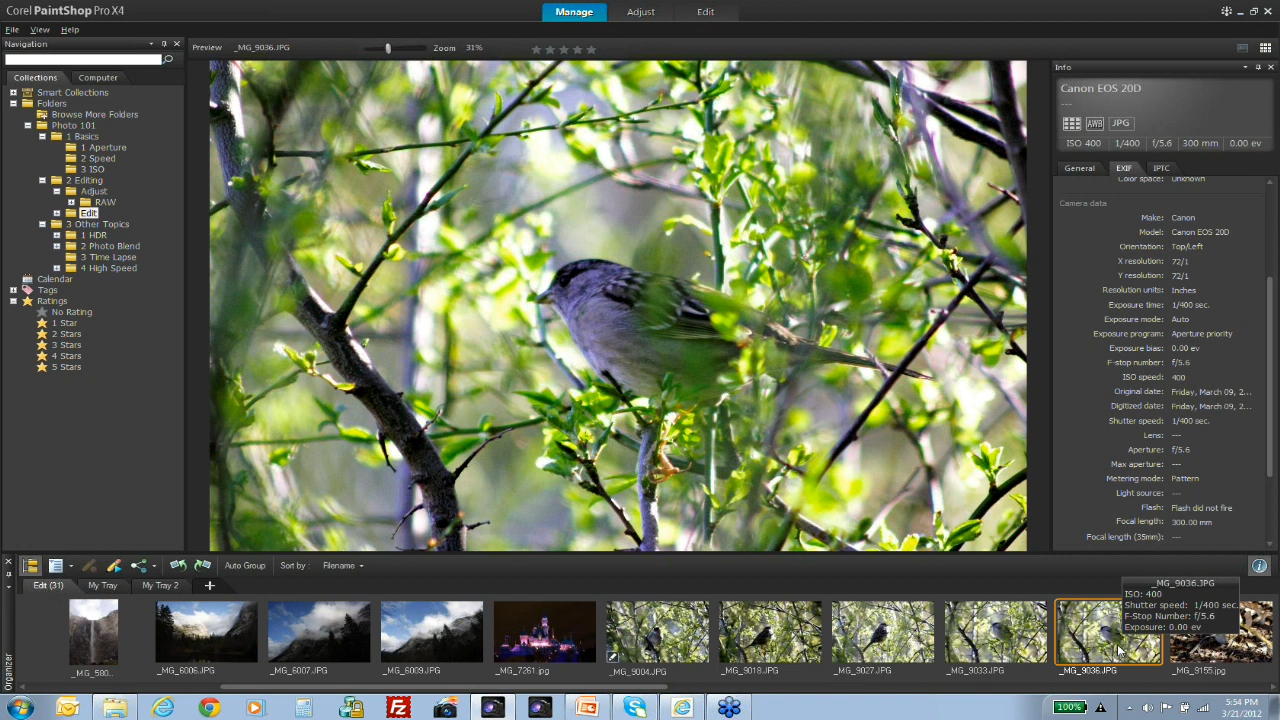 Corel PaintShop Pro X4
Manage
Adjust
Edit
File View Help
Navigation
Preview _MG_9036.JPG Zoom 31%
Info
Collections
Computer
Smart Collections
Folders
Browse More Folders
Photo 101
1 Basics
1 Aperture
2 Speed
3 ISO
2 Editing
Adjust
RAW
Edit
3 Other Topics
1 HDR
2 Photo Blend
3 Time Lapse
4 High Speed
Calendar
Tags
Ratings
No Rating
1 Star
2 Stars
3 Stars
4 Stars
5 Stars
Canon EOS 20D
---
AWB JPG
ISO 400 1/400 f/5.6 300 mm 0.00 ev
General EXIF IPTC
Color space: Unknown
Camera data
Make: Canon
Model: Canon EOS 20D
Orientation: Top/Left
X resolution: 72/1
Y resolution: 72/1
Resolution units: Inches
Exposure time: 1/400 sec.
Exposure mode: Auto
Exposure program: Aperture priority
Exposure bias: 0.00 ev
F-stop number: f/5.6
ISO speed: 400
Original date: Friday, March 09, 2...
Digitized date: Friday, March 09, 2...
Shutter speed: 1/400 sec.
Lens: ---
Aperture: f/5.6
Max aperture: ---
Metering mode: Pattern
Light source: ---
Flash: Flash did not fire
Focal length: 300.00 mm
Focal length (35mm): ---
Auto Group Sort by: Filename
Edit (31) My Tray My Tray 2 +
_MG_9036.JPG
ISO: 400
Shutter speed: 1/400 sec.
F-Stop Number: f/5.6
Exposure: 0.00 ev
_MG_580...
_MG_6006.JPG
_MG_6007.JPG
_MG_6009.JPG
_MG_7261.jpg
_MG_9004.JPG
_MG_9018.JPG
_MG_9027.JPG
_MG_9033.JPG
_MG_9036.JPG
_MG_9155.jpg
Organizer
100%
5:54 PM
3/21/2012